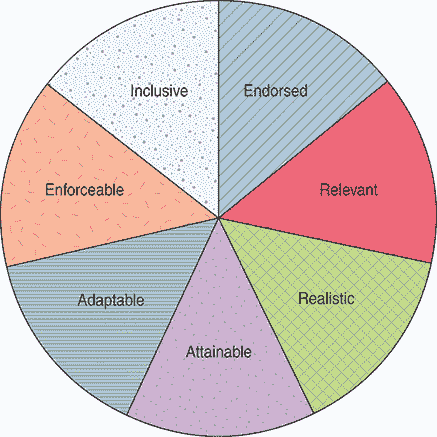 Inclusive
Endorsed
Enforceable
Relevant
Adaptable
Realistic
Attainable